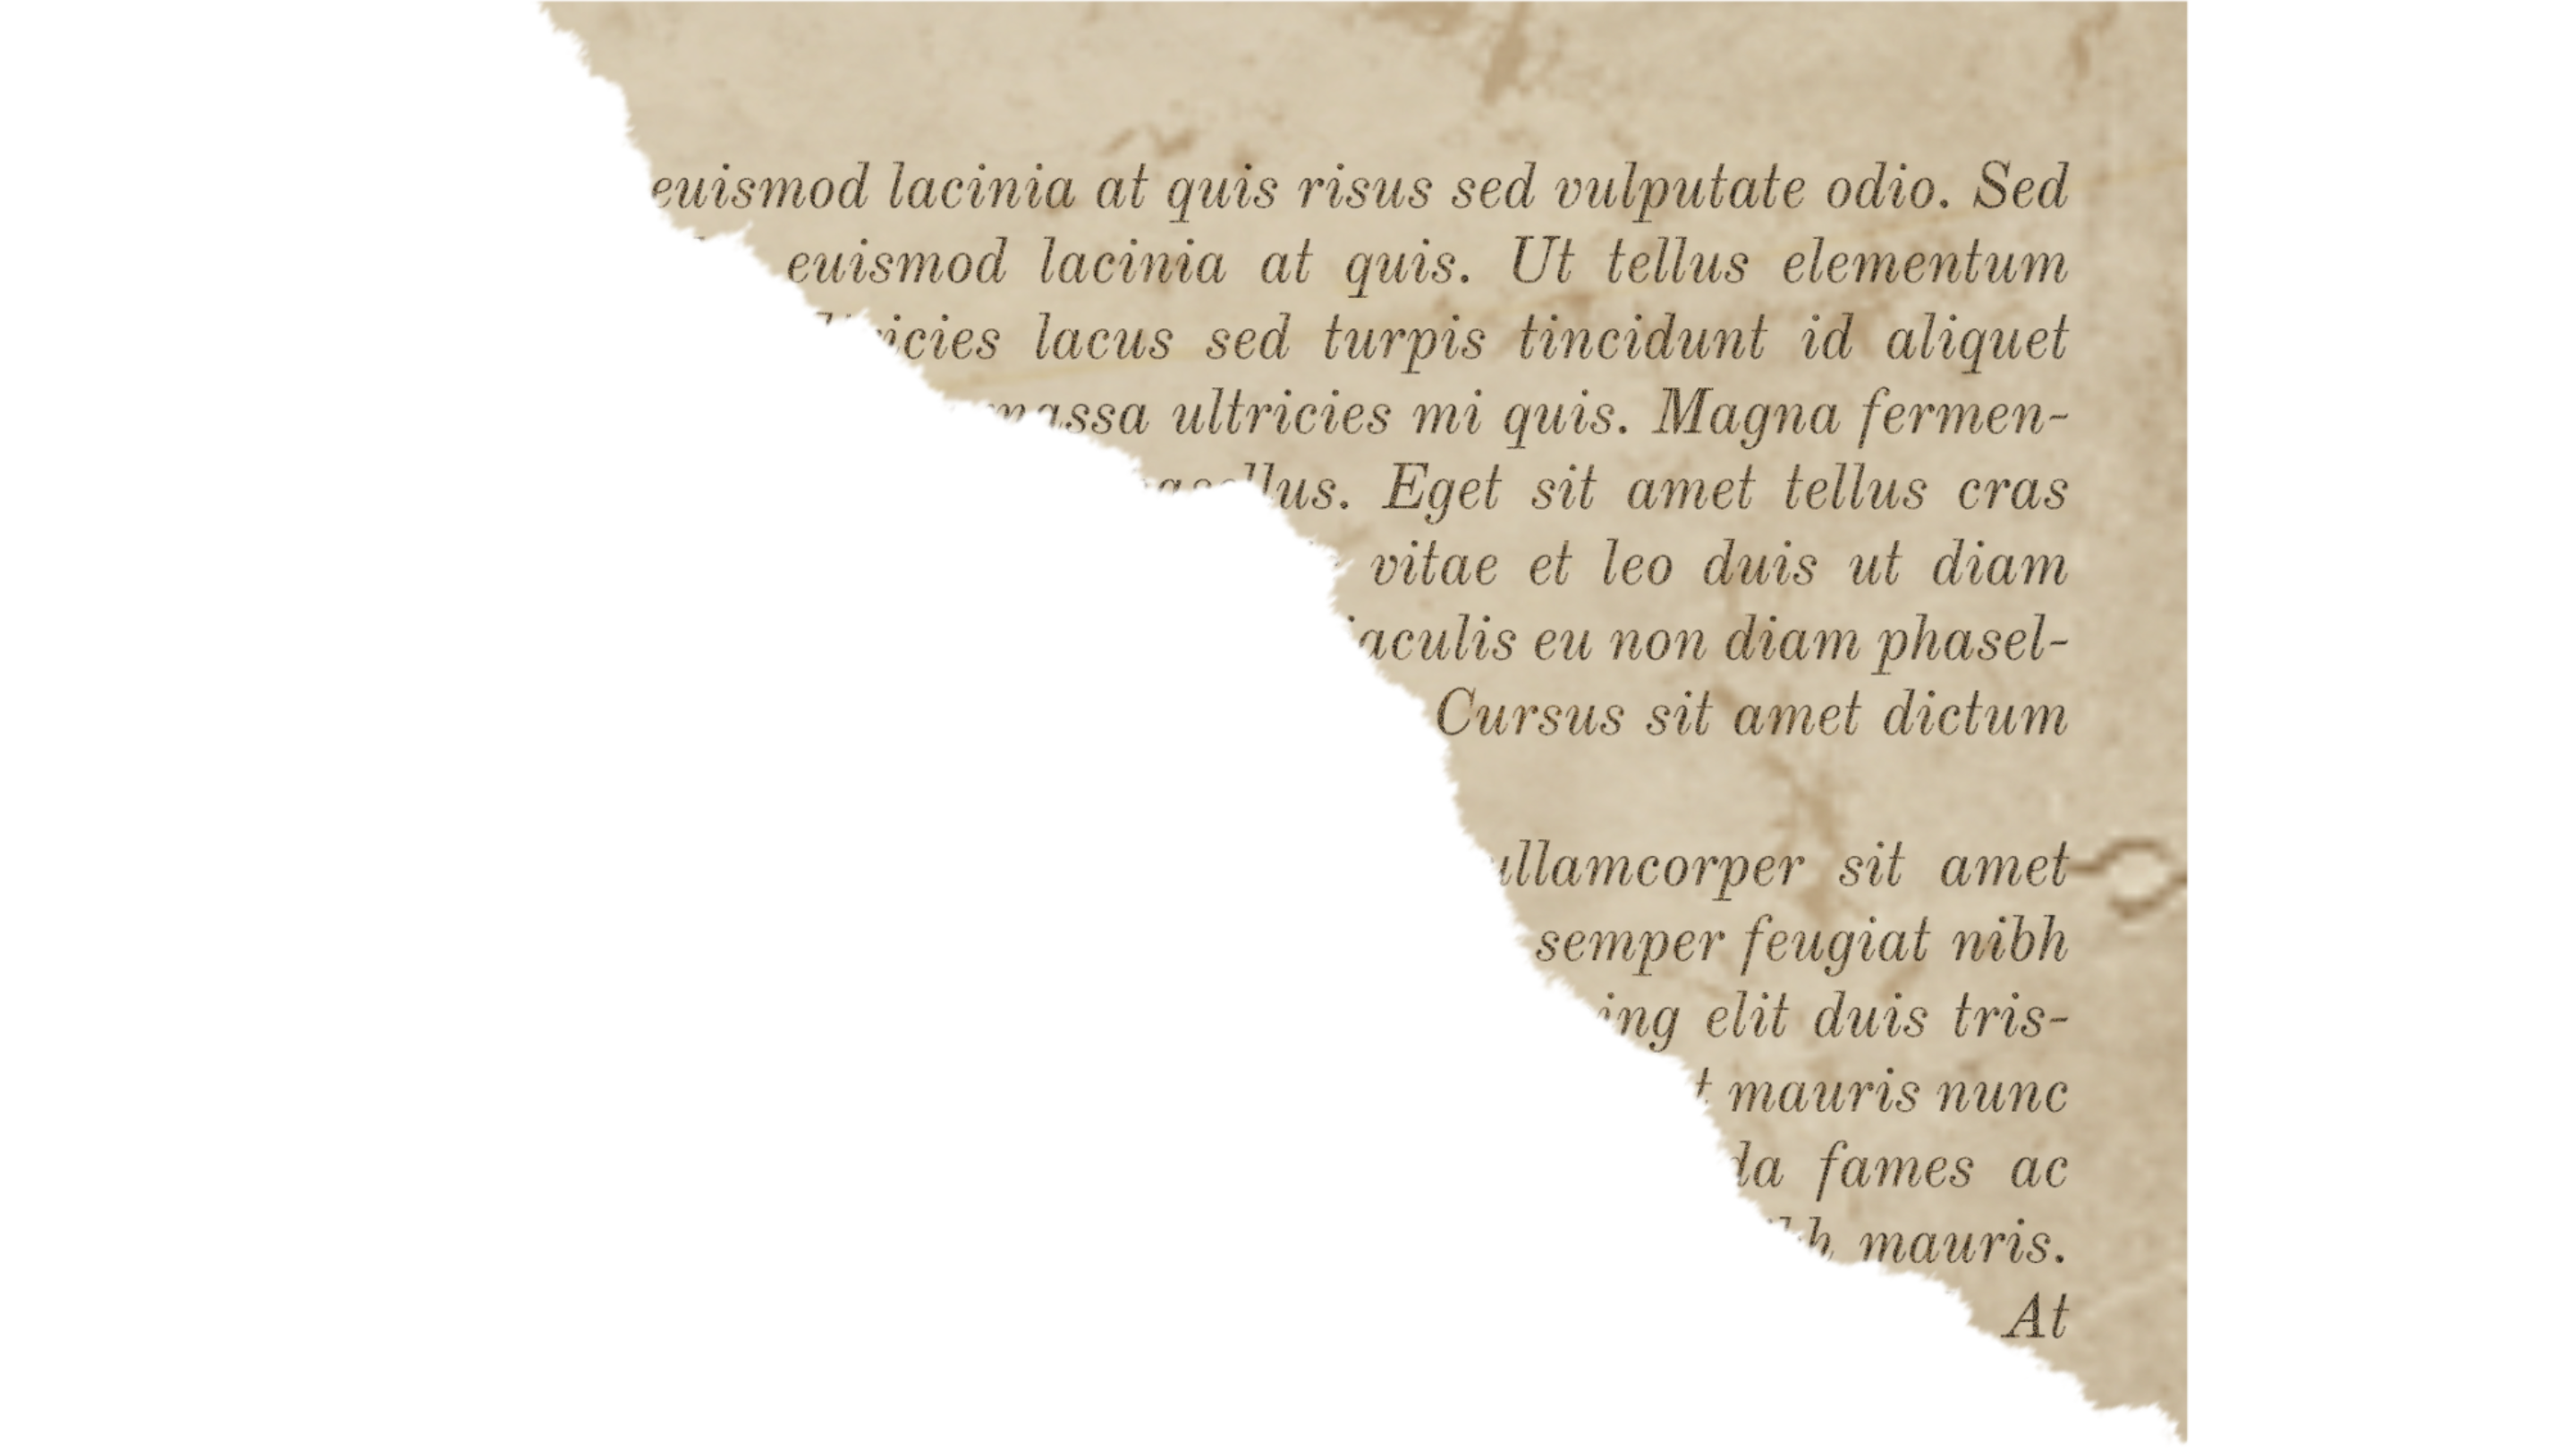 euismod lacinia at quis risus sed vulputate odio. Sed
euismod lacinia at quis. Ut tellus elementum
lacus sed turpis tincidunt id aliquet
massa ultricies mi quis. Magna fermen-
Eget sit amet tellus cras
vitae et leo duis ut diam
iaculis eu non diam phasel-
Cursus sit amet dictum
ullamcorper sit amet
semper feugiat nibh
elit duis tris-
mauris nunc
fames ac
mauris.
At